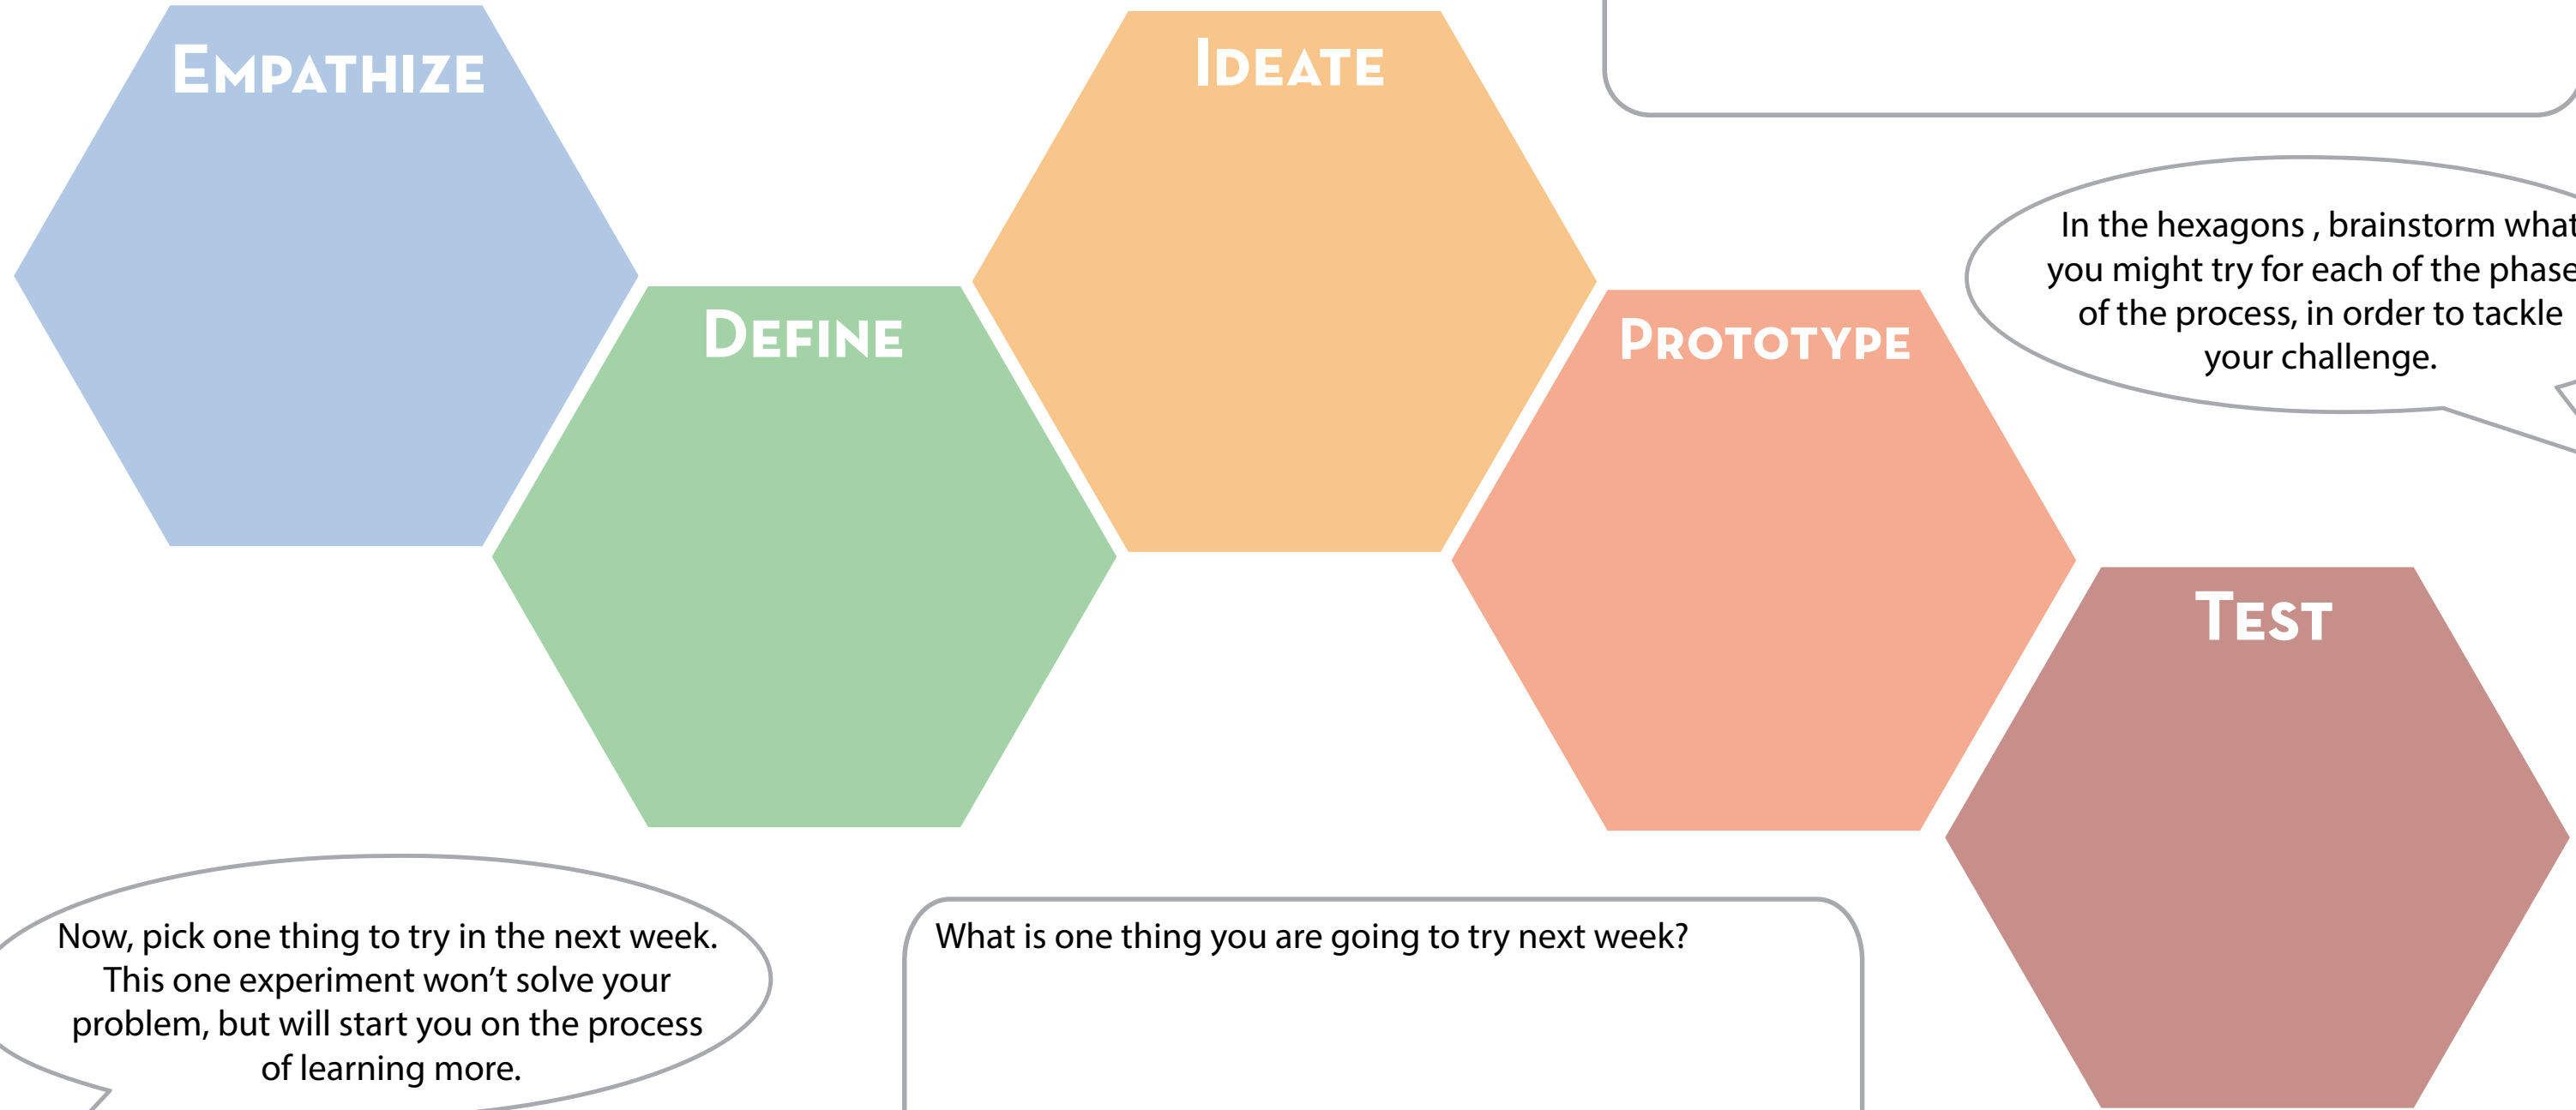 EMPATHIZE
IDEATE
DEFINE
PROTOTYPE
In the hexagons , brainstorm what
you might try for each of the phase
of the process, in order to tackle
your challenge.
TEST
Now, pick one thing to try in the next week.
This one experiment won't solve your
problem, but will start you on the process
of learning more.
What is one thing you are going to try next week?